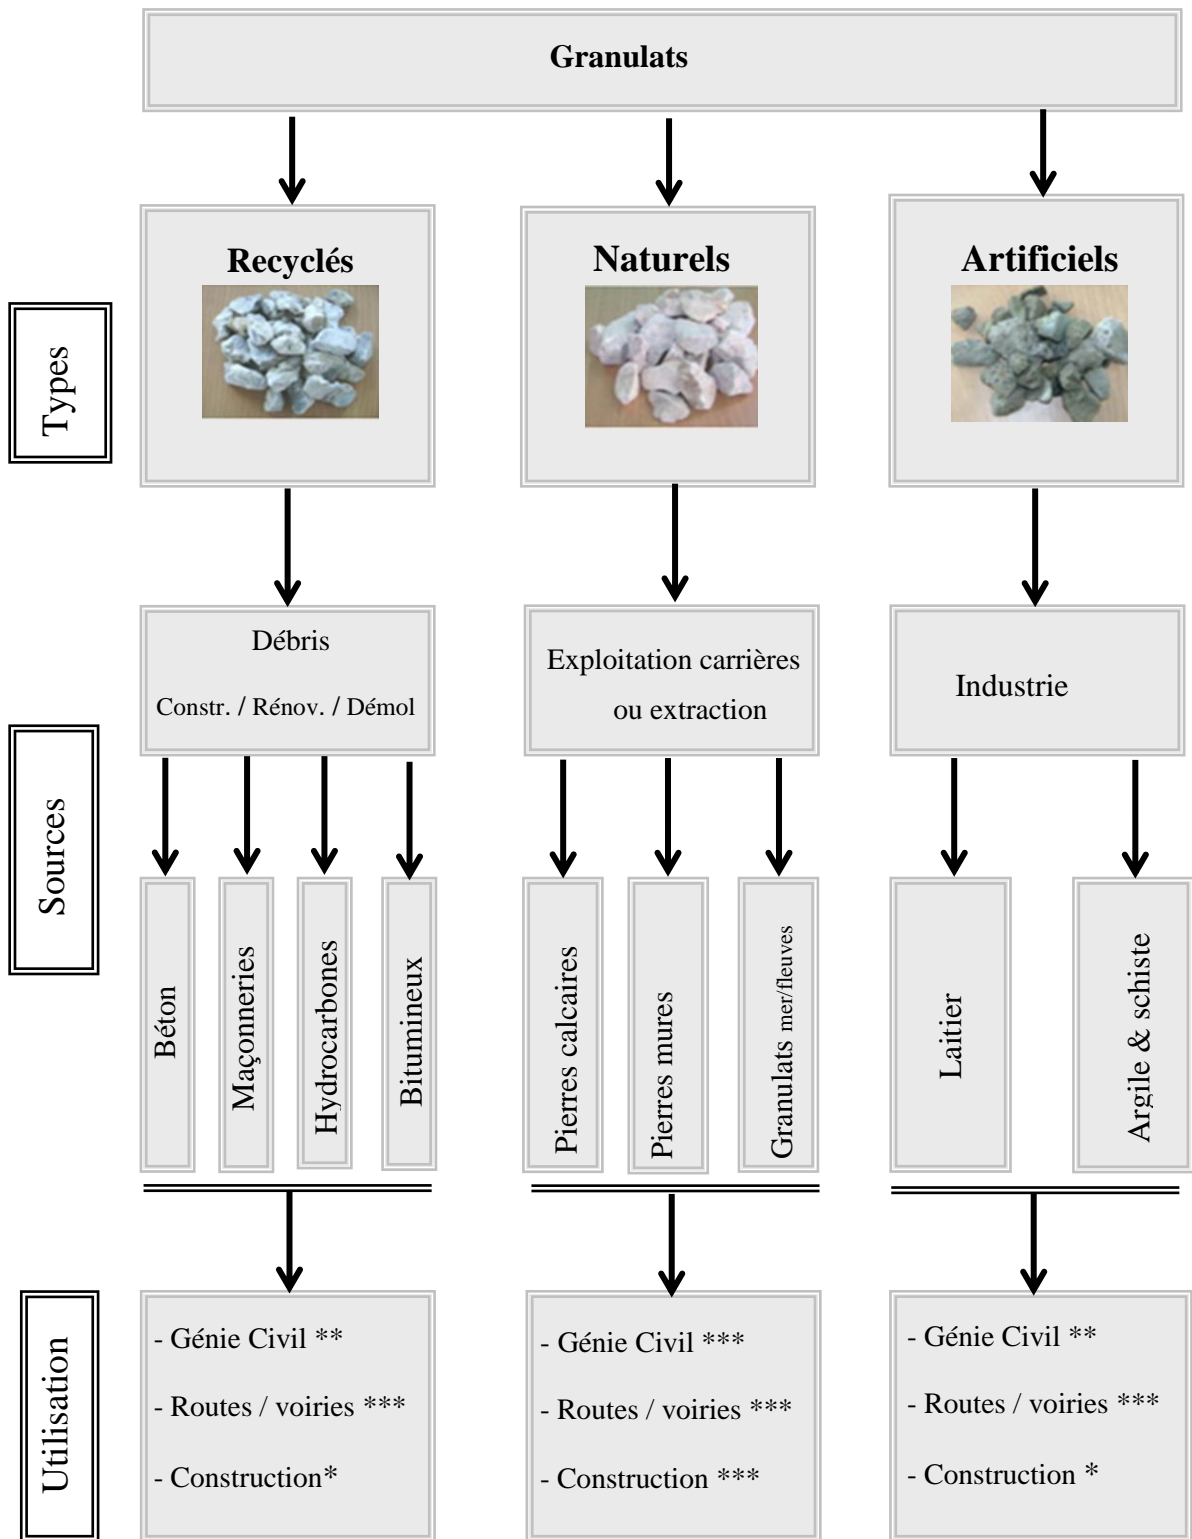 Granulats
Types
Recyclés
Naturels
Artificiels
Sources
Débris
Constr. / Rénov. / Démol
Exploitation carrières
ou extraction
Industrie
Béton
Maçonneries
Hydrocarbones
Bitumineux
Pierres calcaires
Pierres mures
Granulats mer/fleuves
Laitier
Argile & schiste
Utilisation
- Génie Civil **
- Routes / voiries ***
- Construction*
- Génie Civil ***
- Routes / voiries ***
- Construction ***
- Génie Civil **
- Routes / voiries ***
- Construction *